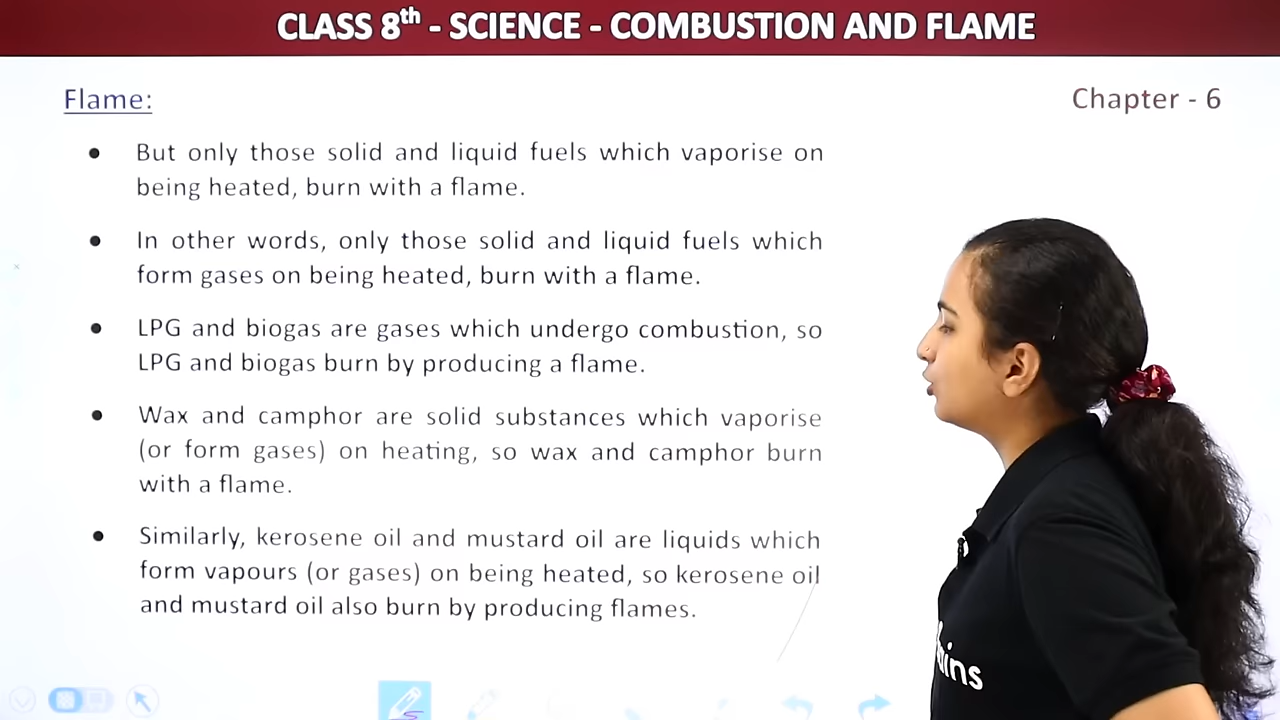 CLASS 8th - SCIENCE - COMBUSTION AND FLAME
Flame:
Chapter - 6
• But only those solid and liquid fuels which vaporise on
being heated, burn with a flame.
• In other words, only those solid and liquid fuels which
form gases on being heated, burn with a flame.
• LPG and biogas are gases which undergo combustion, so
LPG and biogas burn by producing a flame.
• Wax and camphor are solid substances which vaporise
(or form gases) on heating, so wax and camphor burn
with a flame.
• Similarly, kerosene oil and mustard oil are liquids which
form vapours (or gases) on being heated, so kerosene oil
and mustard oil also burn by producing flames.